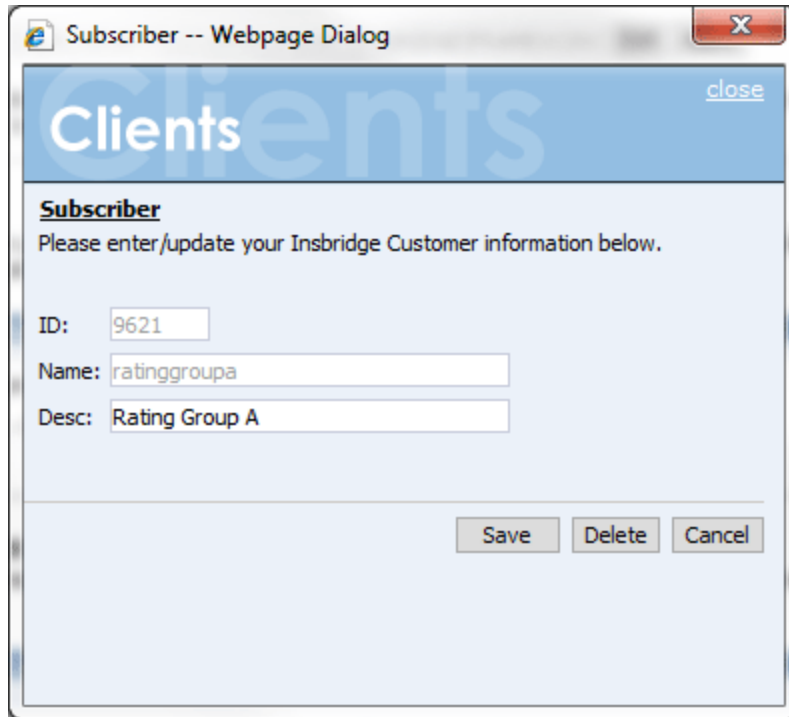 Subscriber -- Webpage Dialog
close
Clients
Clients
Subscriber
Please enter/update your Insbridge Customer information below.
ID: 9621
Name: ratinggroupa
Desc: Rating Group A
Save Delete Cancel